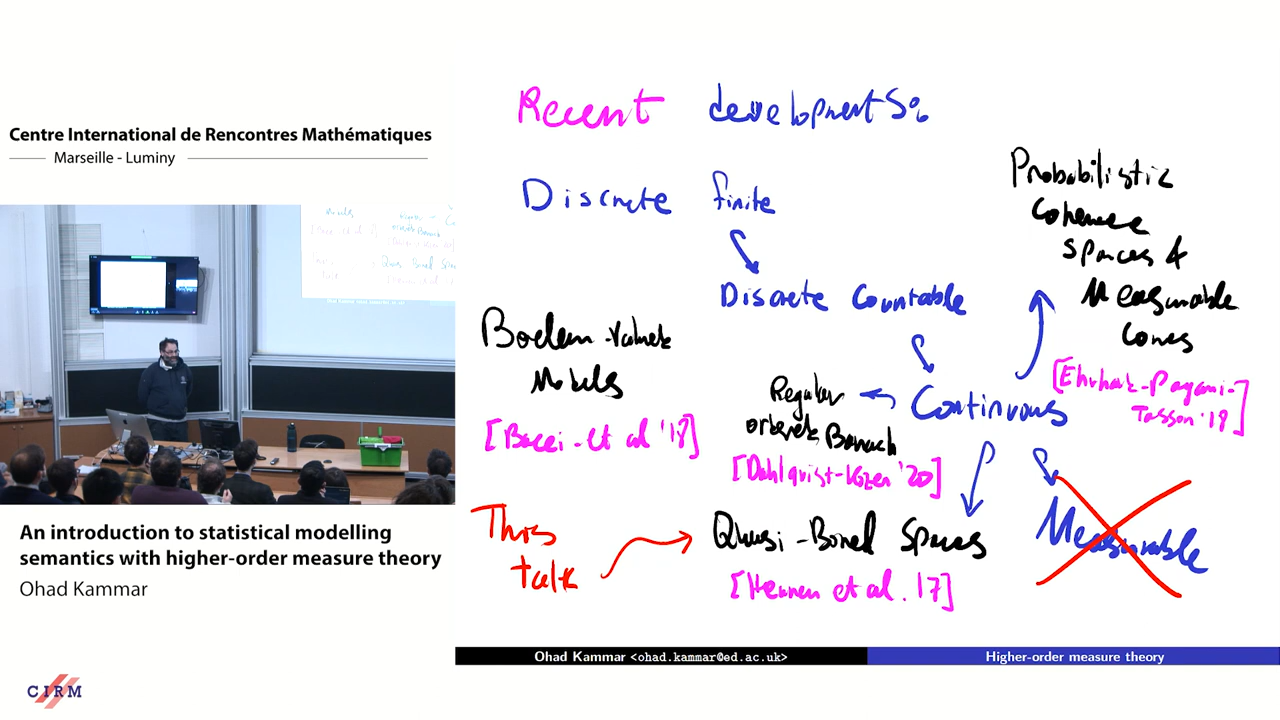 Centre International de Rencontres Mathématiques
Marseille - Luminy
An introduction to statistical modelling
semantics with higher-order measure theory
Ohad Kammar
CIRM
Recent developments:
Discrete finite
Discrete Countable
Continuous
Measurable
Probabilistic
Coherence
Spaces &
Measurable
Cones
[Ehrhard-Pagani-
Tasson '19]
Boolean-Valued
Models
[Bacci-et al '18]
Regular
ordered Banach
[Dahlqvist-Kozen '20]
This
talk
Quasi-Borel Spaces
[Heunen et al. 17]
Ohad Kammar <ohad.kammar@ed.ac.uk>
Higher-order measure theory